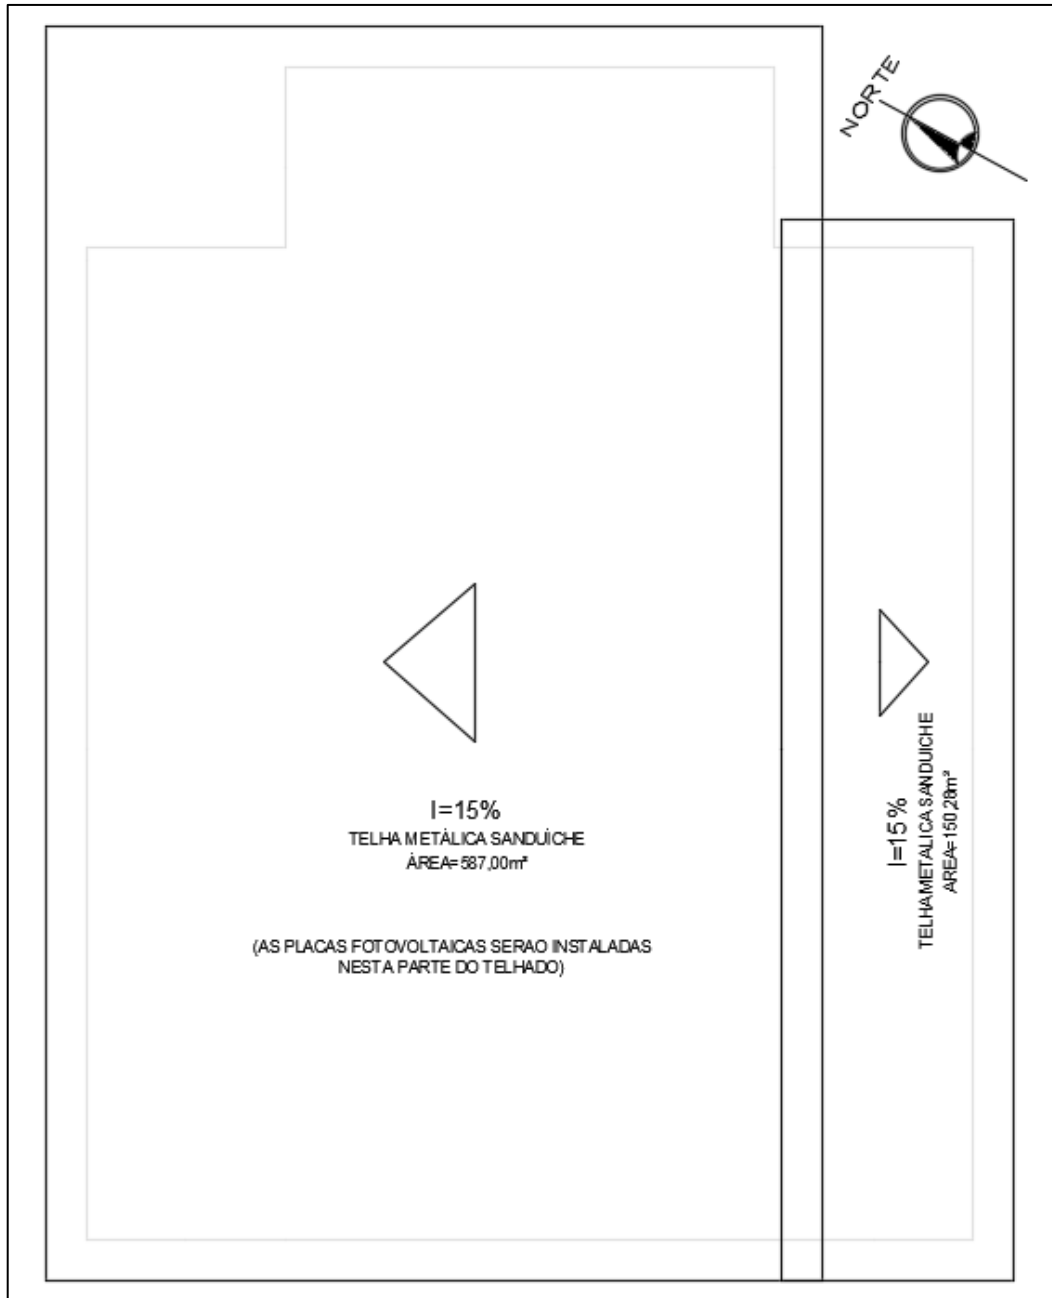 NORTE
I=15%
TELHA METÁLICA SANDUÍCHE
ÁREA=587,00m²
(AS PLACAS FOTOVOLTAICAS SERAO INSTALADAS
NESTA PARTE DO TELHADO)
I=15%
TELHA METALICA SANDUICHE
AREA=150,28m²